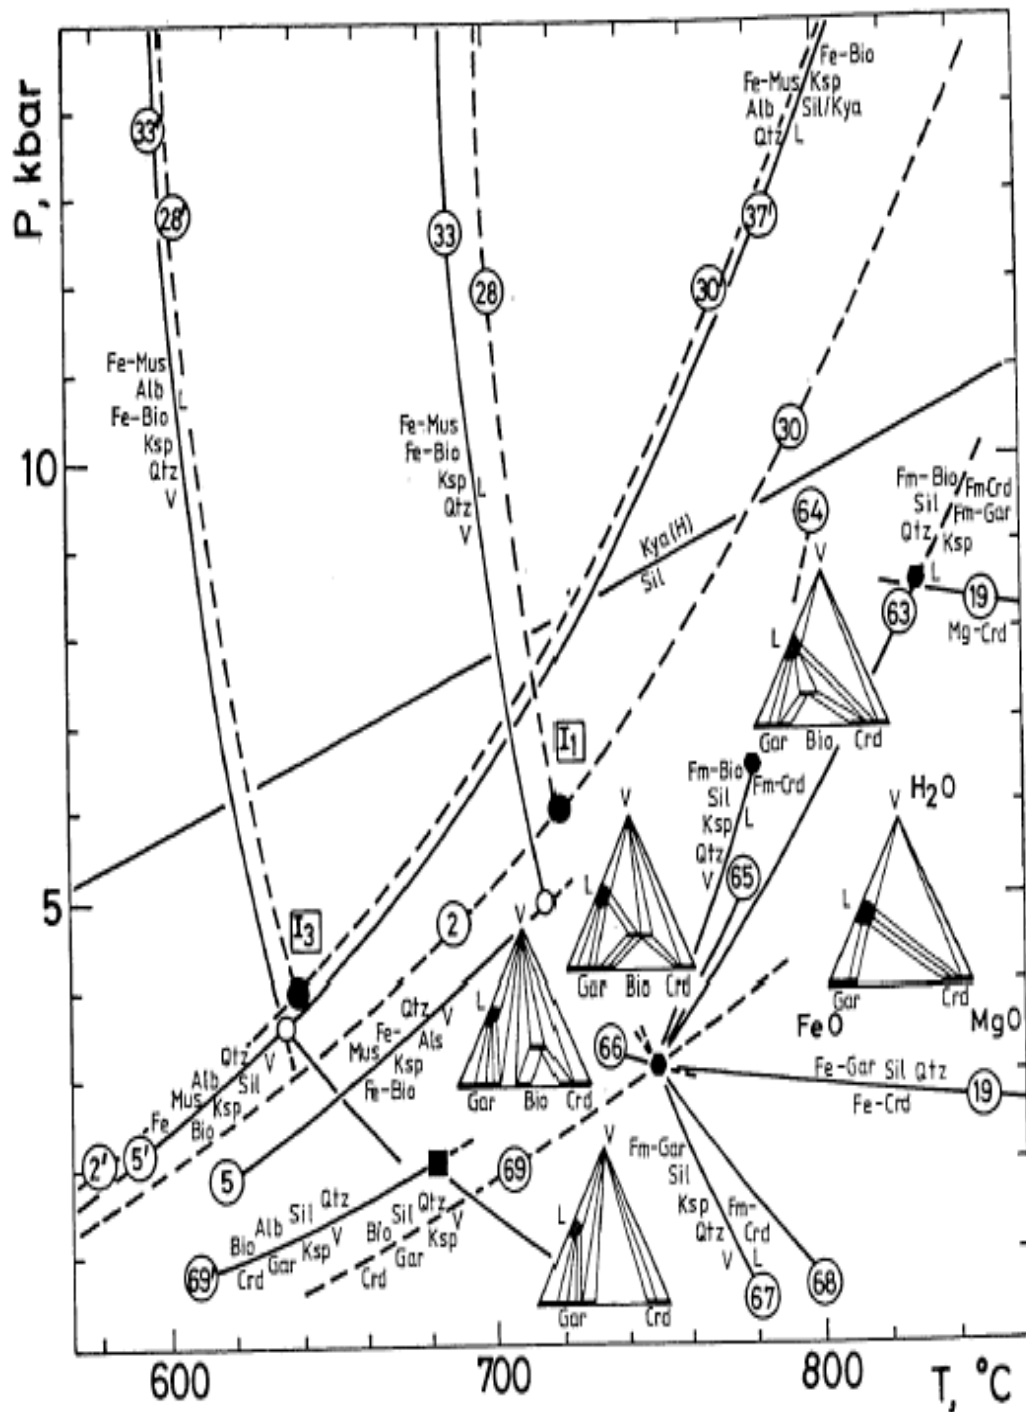 P, kbar
10
5
600
700
800
T, °C
33'
28'
33
28
37'
30'
30
64
63
19
65
66
19
67
68
69
69'
2
2'
5'
5
I3
I1
Fe-Mus
Alb L
Fe-Bio
Ksp
Qtz
V
Fe-Mus
Fe-Bio
Ksp L
Qtz
V
Fe-Bio
Fe-Mus Ksp
Alb Sil/Kya
Qtz L
Kya(H)
Sil
Fm-Bio Fm-Crd
Sil Fm-Gar
Qtz Ksp
L
Mg-Crd
V
L
Gar Bio Crd
Fm-Bio Fm-Crd
Sil
Ksp L
Qtz
V
V
L
Gar Bio Crd
H2O
V
L
Gar Crd
FeO MgO
V
L
Gar Bio Crd
Qtz V
Fe- Als
Mus Ksp
Fe-Bio
Qtz V
Alb Sil
Fe Mus Ksp
Bio
Fe-Gar Sil Qtz
Fe-Crd
Fm-Gar
Sil
Ksp Fm-
Qtz Crd
V L
Bio Alb Sil Qtz
Crd Gar Ksp V
Bio Sil Qtz V
Crd Gar Ksp
V
L
Gar Crd